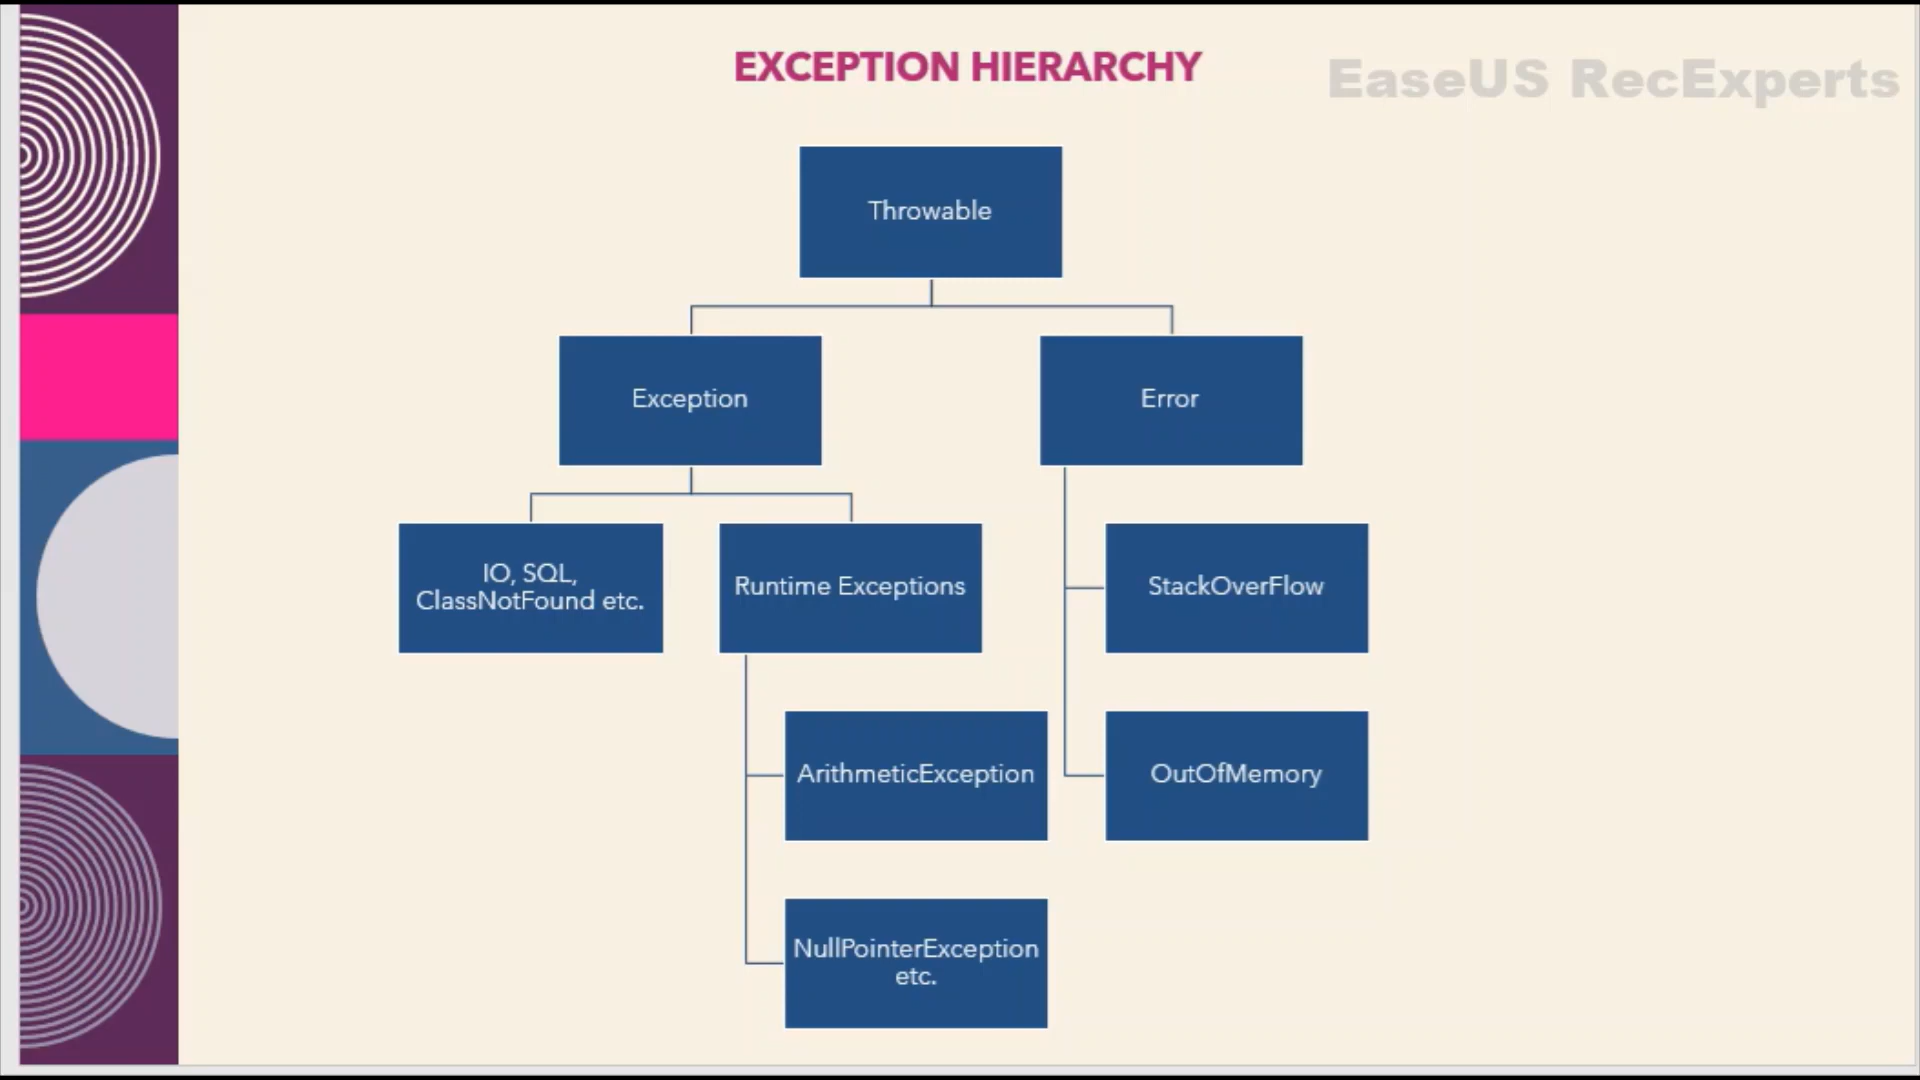 EXCEPTION HIERARCHY
EaseUS RecExperts
Throwable
Exception
Error
IO, SQL,
ClassNotFound etc.
Runtime Exceptions
StackOverFlow
ArithmeticException
OutOfMemory
NullPointerException
etc.